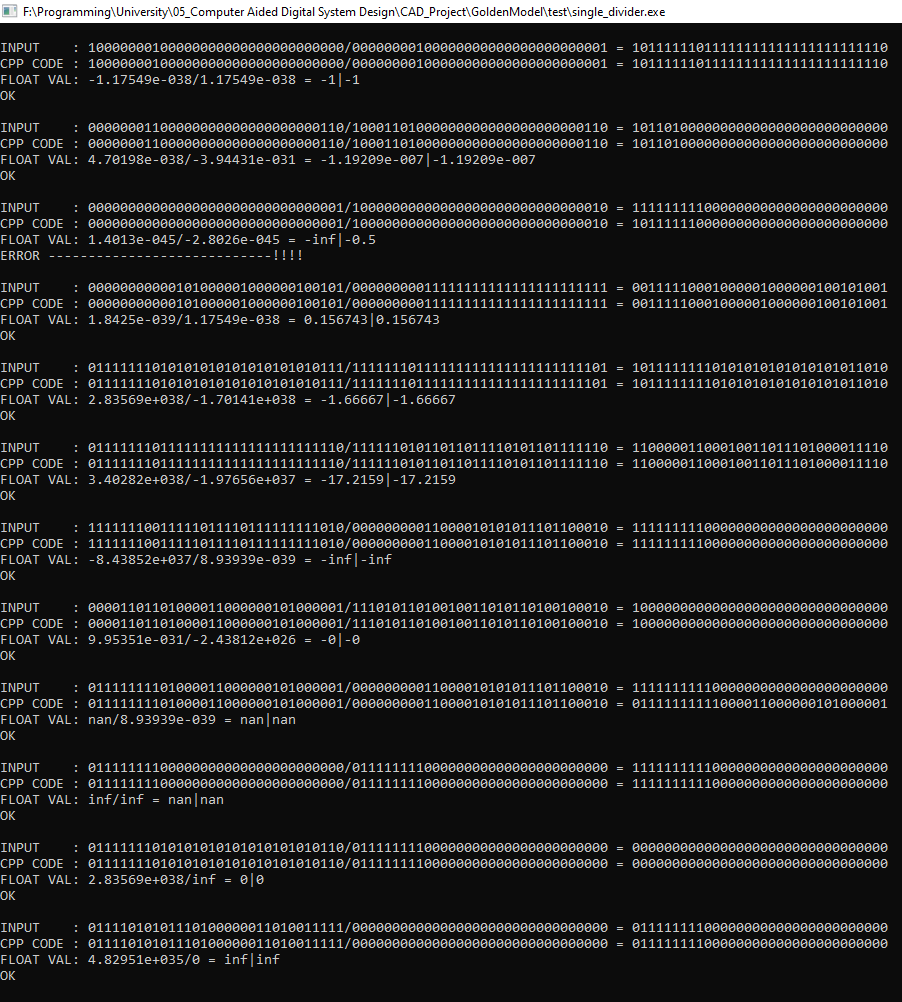 F:\Programming\University\05_Computer Aided Digital System Design\CAD_Project\GoldenModel\test\single_divider.exe
INPUT    : 10000000100000000000000000000000/00000000100000000000000000000001 = 10111111011111111111111111111110
CPP CODE : 10000000100000000000000000000000/00000000100000000000000000000001 = 10111111011111111111111111111110
FLOAT VAL: -1.17549e-038/1.17549e-038 = -1|-1
OK
INPUT    : 00000001100000000000000000000110/10001101000000000000000000000110 = 10110100000000000000000000000000
CPP CODE : 00000001100000000000000000000110/10001101000000000000000000000110 = 10110100000000000000000000000000
FLOAT VAL: 4.70198e-038/-3.94431e-031 = -1.19209e-007|-1.19209e-007
OK
INPUT    : 00000000000000000000000000000001/10000000000000000000000000000010 = 11111111100000000000000000000000
CPP CODE : 00000000000000000000000000000001/10000000000000000000000000000010 = 10111111000000000000000000000000
FLOAT VAL: 1.4013e-045/-2.8026e-045 = -inf|-0.5
ERROR ----------------------------!!!!
INPUT    : 00000000000101000001000000100101/00000000011111111111111111111111 = 00111110001000001000000100101001
CPP CODE : 00000000000101000001000000100101/00000000011111111111111111111111 = 00111110001000001000000100101001
FLOAT VAL: 1.8425e-039/1.17549e-038 = 0.156743|0.156743
OK
INPUT    : 01111111010101010101010101010111/11111110111111111111111111111101 = 10111111110101010101010101011010
CPP CODE : 01111111010101010101010101010111/11111110111111111111111111111101 = 10111111110101010101010101011010
FLOAT VAL: 2.83569e+038/-1.70141e+038 = -1.66667|-1.66667
OK
INPUT    : 01111111011111111111111111111110/11111101011011011110101101111110 = 11000001100010011011101000011110
CPP CODE : 01111111011111111111111111111110/11111101011011011110101101111110 = 11000001100010011011101000011110
FLOAT VAL: 3.40282e+038/-1.97656e+037 = -17.2159|-17.2159
OK
INPUT    : 11111110011111011110111111111010/00000000011000010101011101100010 = 11111111100000000000000000000000
CPP CODE : 11111110011111011110111111111010/00000000011000010101011101100010 = 11111111100000000000000000000000
FLOAT VAL: -8.43852e+037/8.93939e-039 = -inf|-inf
OK
INPUT    : 00001101101000011000000101000001/11101011010010011010110100100010 = 10000000000000000000000000000000
CPP CODE : 00001101101000011000000101000001/11101011010010011010110100100010 = 10000000000000000000000000000000
FLOAT VAL: 9.95351e-031/-2.43812e+026 = -0|-0
OK
INPUT    : 01111111101000011000000101000001/00000000011000010101011101100010 = 11111111110000000000000000000000
CPP CODE : 01111111101000011000000101000001/00000000011000010101011101100010 = 01111111111000011000000101000001
FLOAT VAL: nan/8.93939e-039 = nan|nan
OK
INPUT    : 01111111100000000000000000000000/01111111100000000000000000000000 = 11111111110000000000000000000000
CPP CODE : 01111111100000000000000000000000/01111111100000000000000000000000 = 11111111110000000000000000000000
FLOAT VAL: inf/inf = nan|nan
OK
INPUT    : 01111111010101010101010101010110/01111111100000000000000000000000 = 00000000000000000000000000000000
CPP CODE : 01111111010101010101010101010110/01111111100000000000000000000000 = 00000000000000000000000000000000
FLOAT VAL: 2.83569e+038/inf = 0|0
OK
INPUT    : 01111010101110100000011010011111/00000000000000000000000000000000 = 01111111100000000000000000000000
CPP CODE : 01111010101110100000011010011111/00000000000000000000000000000000 = 01111111100000000000000000000000
FLOAT VAL: 4.82951e+035/0 = inf|inf
OK